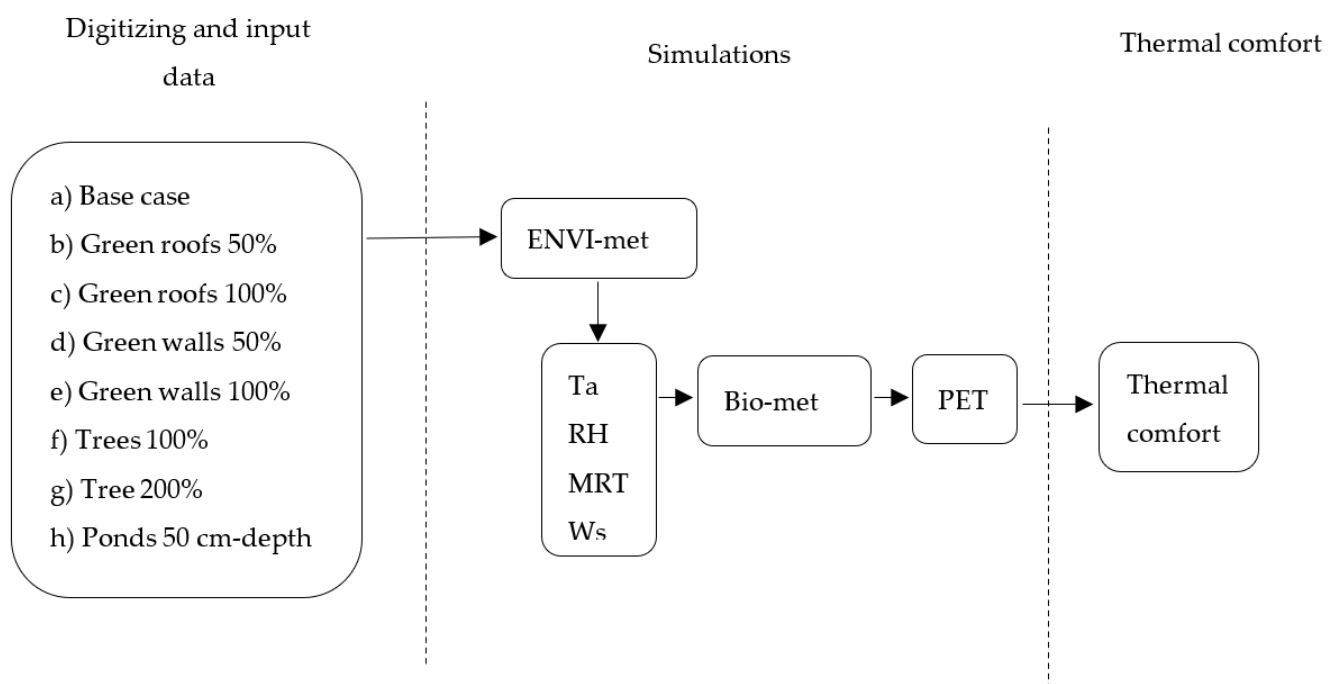 Digitizing and input
data
Simulations
Thermal comfort
a) Base case
b) Green roofs 50%
c) Green roofs 100%
d) Green walls 50%
e) Green walls 100%
f) Trees 100%
g) Tree 200%
h) Ponds 50 cm-depth
ENVI-met
Ta
RH
MRT
Ws
Bio-met
PET
Thermal
comfort